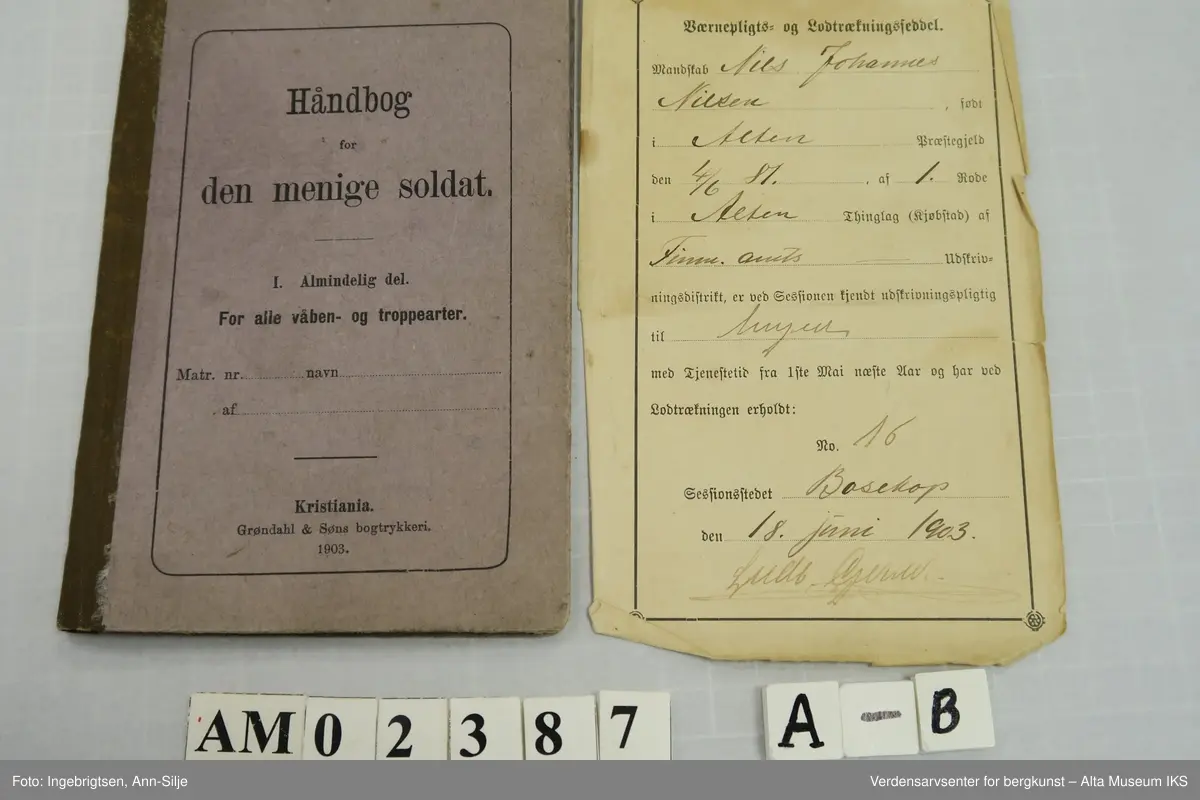 Håndbog
for
den menige soldat.
I. Almindelig del.
For alle våben- og troppearter.
Matr. nr. navn
af
Kristiania.
Grøndahl & Søns bogtrykkeri.
1903.
Værnepligts- og Lodtrækningsseddel.
Mandskab Nils Johannes
Nilsen, født
i Alten Præstegjeld
den 4/6 81. af 1. Rode
i Alten Thinglag (Kjøbstad) af
Finm. amts Udskriv-
ningsdistrikt, er ved Sessionen kjendt udskrivningspligtig
til
med Tjenestetid fra 1ste Mai næste Aar og har ved
Lodtrækningen erholdt:
No. 16
Sessionsstedet Bosekop
den 18. juni 1903.
AM02387 A-B
Foto: Ingebrigtsen, Ann-Silje
Verdensarvsenter for bergkunst – Alta Museum IKS